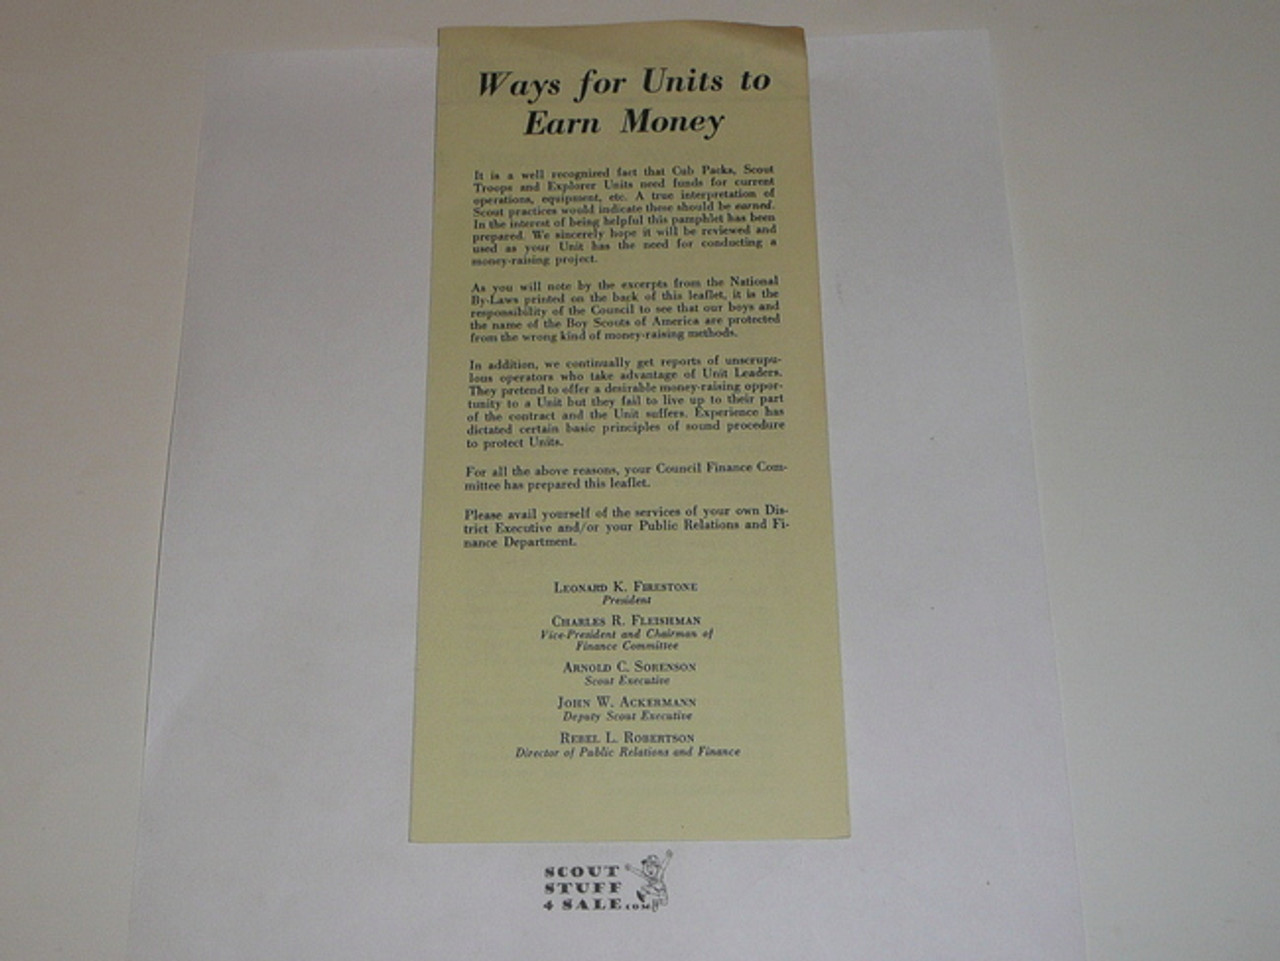 Ways for Units to
Earn Money
It is a well recognized fact that Cub Packs, Scout
Troops and Explorer Units need funds for current
operations, equipment, etc. A true interpretation of
Scout practices would indicate these should be earned.
In the interest of being helpful this pamphlet has been
prepared. We sincerely hope it will be reviewed and
used as your Unit has the need for conducting a
money-raising project.
As you will note by the excerpts from the National
By-Laws printed on the back of this leaflet, it is the
responsibility of the Council to see that our boys and
the name of the Boy Scouts of America are protected
from the wrong kind of money-raising methods.
In addition, we continually get reports of unscrupu-
lous operators who take advantage of Unit Leaders.
They pretend to offer a desirable money-raising oppor-
tunity to a Unit but they fail to live up to their part
of the contract and the Unit suffers. Experience has
dictated certain basic principles of sound procedure
to protect Units.
For all the above reasons, your Council Finance Com-
mittee has prepared this leaflet.
Please avail yourself of the services of your own Dis-
trict Executive and/or your Public Relations and Fi-
nance Department.
LEONARD K. FIRESTONE
President
CHARLES R. FLEISHMAN
Vice-President and Chairman of
Finance Committee
ARNOLD C. SORENSON
Scout Executive
JOHN W. ACKERMANN
Deputy Scout Executive
REBEL L. ROBERTSON
Director of Public Relations and Finance
SCOUT
STUFF
4 SALE.COM